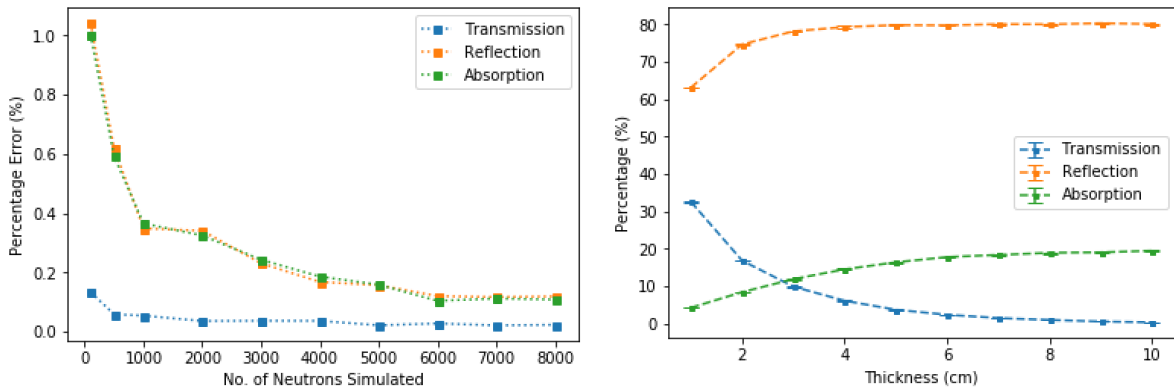 Percentage Error (%)
1.0
0.8
0.6
0.4
0.2
0.0
0
1000
2000
3000
4000
5000
6000
7000
8000
No. of Neutrons Simulated
Transmission
Reflection
Absorption
Percentage (%)
80
70
60
50
40
30
20
10
0
2
4
6
8
10
Thickness (cm)
Transmission
Reflection
Absorption